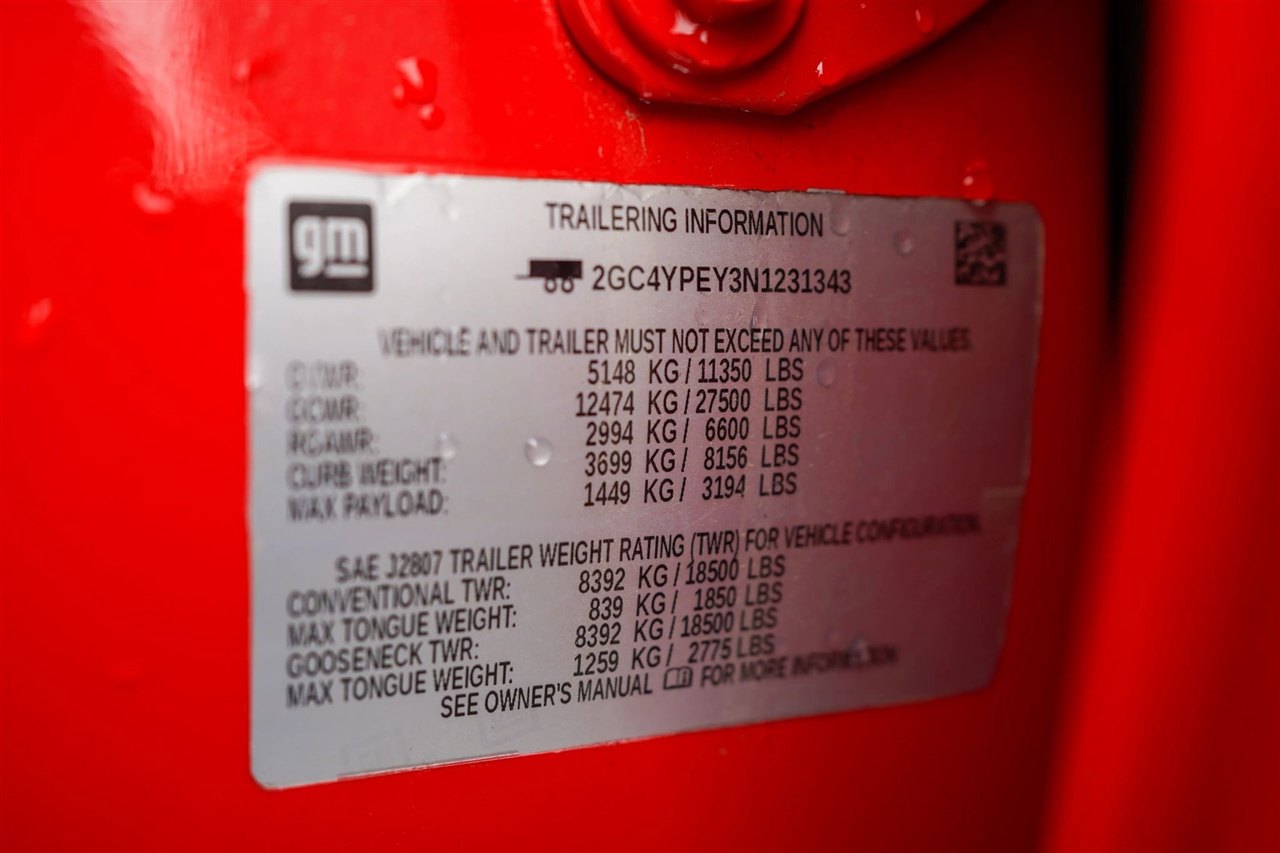 gm
TRAILERING INFORMATION
2GC4YPEY3N1231343
VEHICLE AND TRAILER MUST NOT EXCEED ANY OF THESE VALUES.
GVWR: 5148 KG / 11350 LBS
GCWR: 12474 KG / 27500 LBS
RGAWR: 2994 KG / 6600 LBS
CURB WEIGHT: 3699 KG / 8156 LBS
MAX PAYLOAD: 1449 KG / 3194 LBS
SAE J2807 TRAILER WEIGHT RATING (TWR) FOR VEHICLE CONFIGURATION.
CONVENTIONAL TWR: 8392 KG / 18500 LBS
MAX TONGUE WEIGHT: 839 KG / 1850 LBS
GOOSENECK TWR: 8392 KG / 18500 LBS
MAX TONGUE WEIGHT: 1259 KG / 2775 LBS
SEE OWNER'S MANUAL FOR MORE INFORMATION